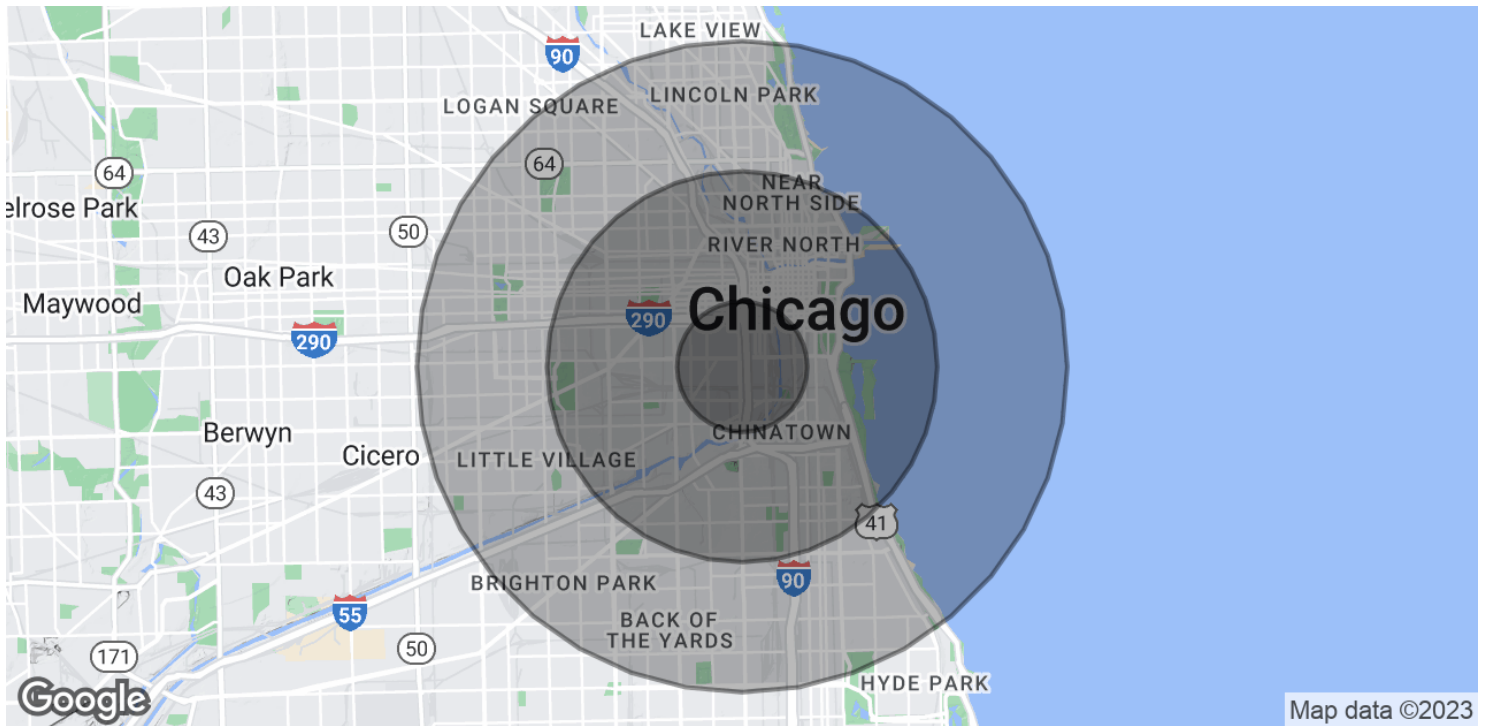 LAKE VIEW
90
LINCOLN PARK
LOGAN SQUARE
64
64
NEAR
NORTH SIDE
elrose Park
43
50
RIVER NORTH
Oak Park
Maywood
Chicago
290
290
Berwyn
CHINATOWN
Cicero
LITTLE VILLAGE
43
41
BRIGHTON PARK
90
55
BACK OF
THE YARDS
50
171
HYDE PARK
Google
Map data ©2023